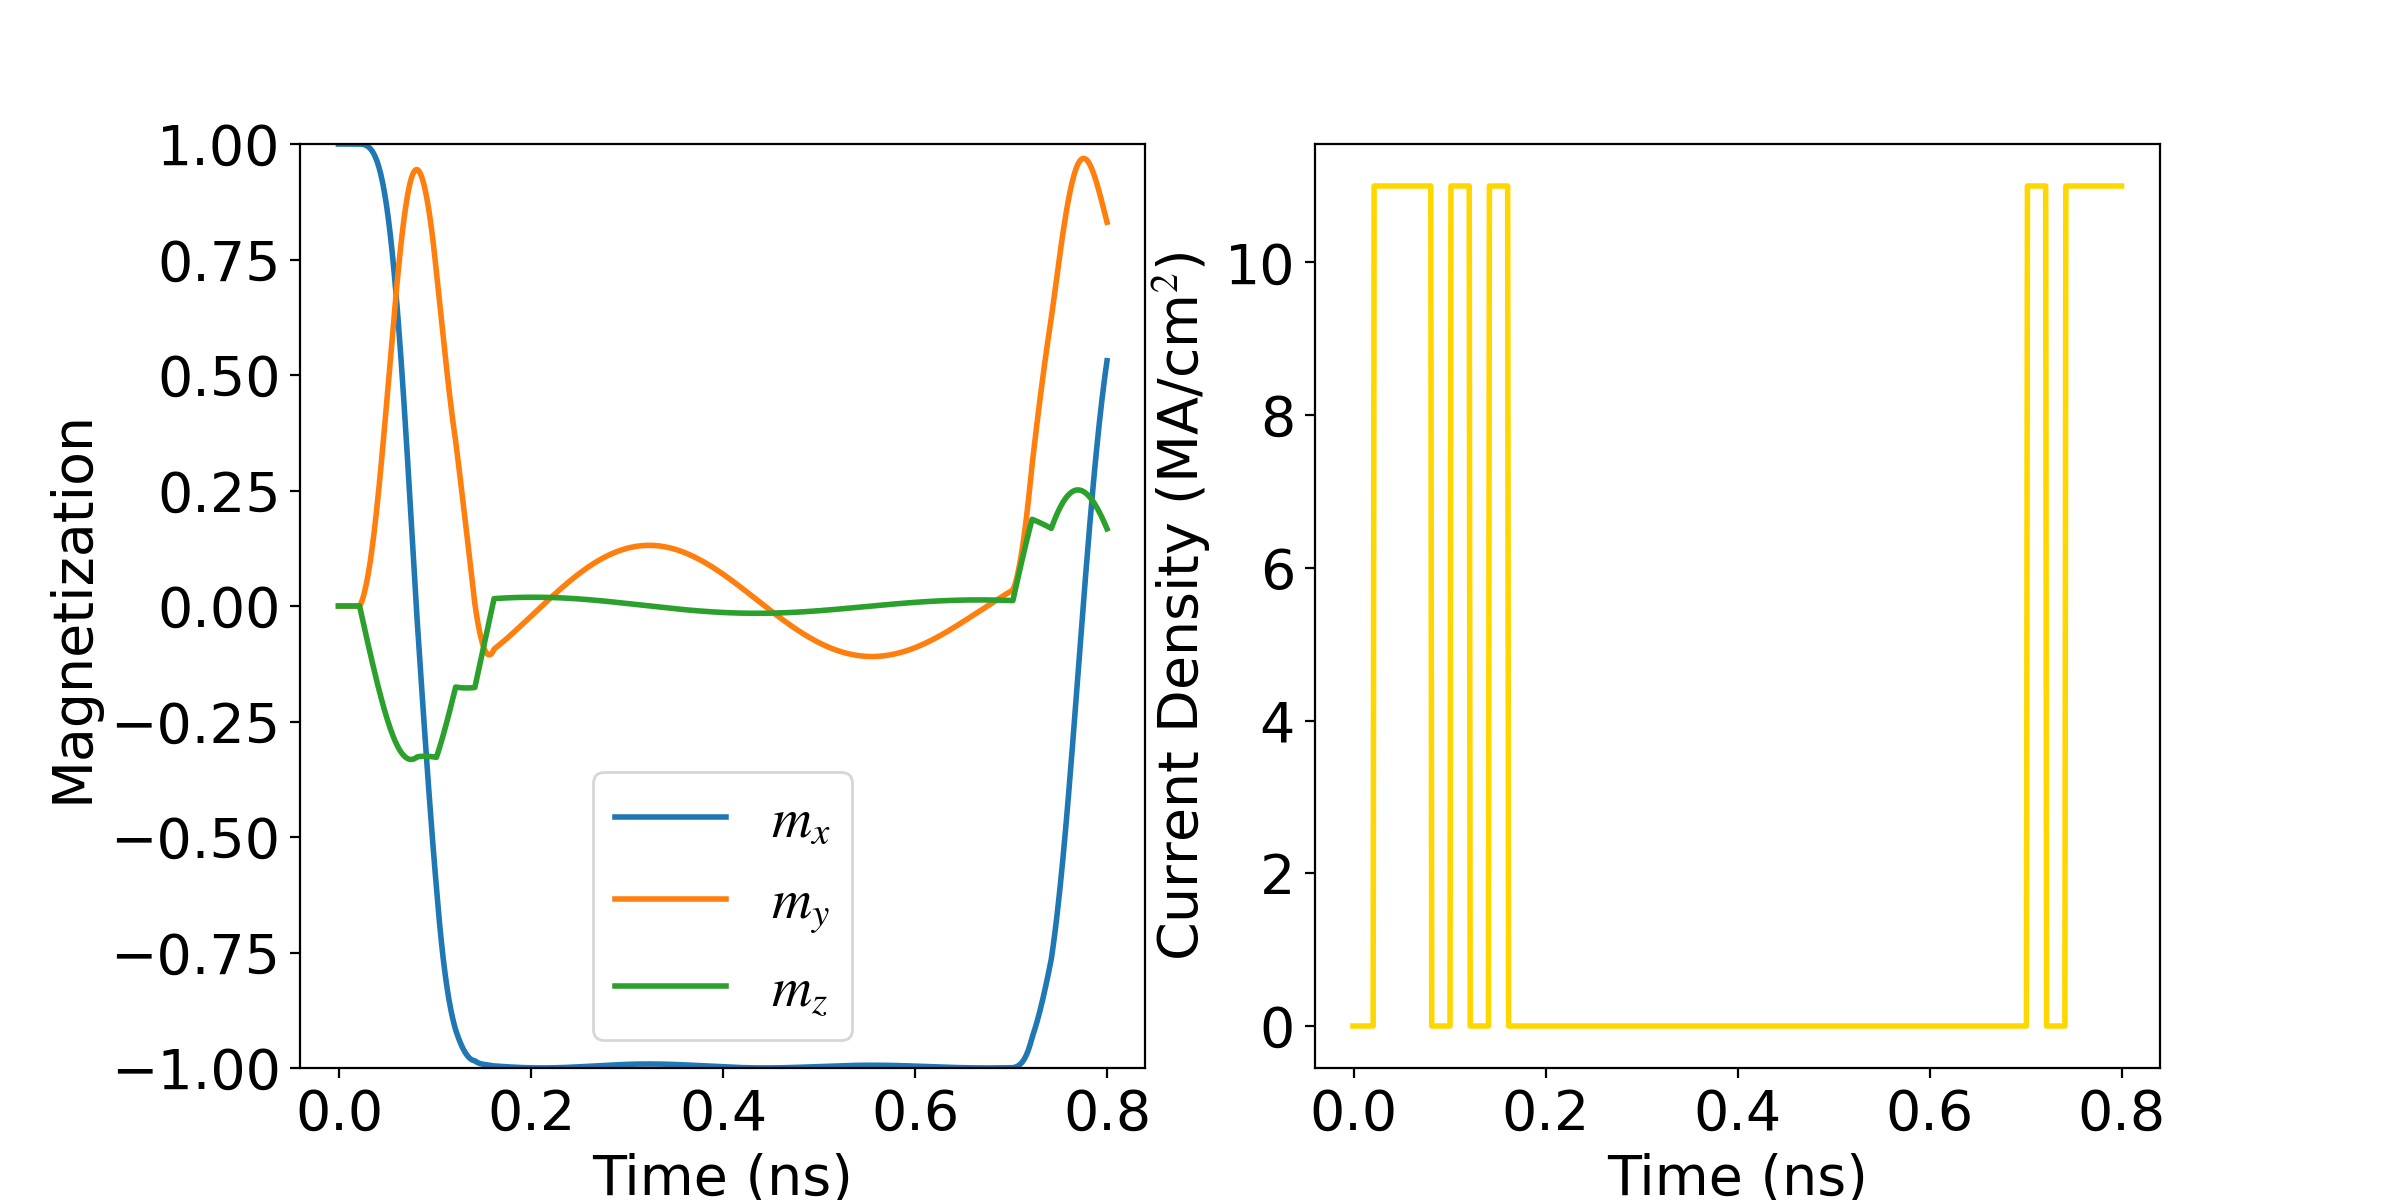 1.00
0.75
0.50
0.25
0.00
−0.25
−0.50
−0.75
−1.00
Magnetization
0.0 0.2 0.4 0.6 0.8
Time (ns)
m_x
m_y
m_z
10
8
6
4
2
0
Current Density (MA/cm²)
0.0 0.2 0.4 0.6 0.8
Time (ns)